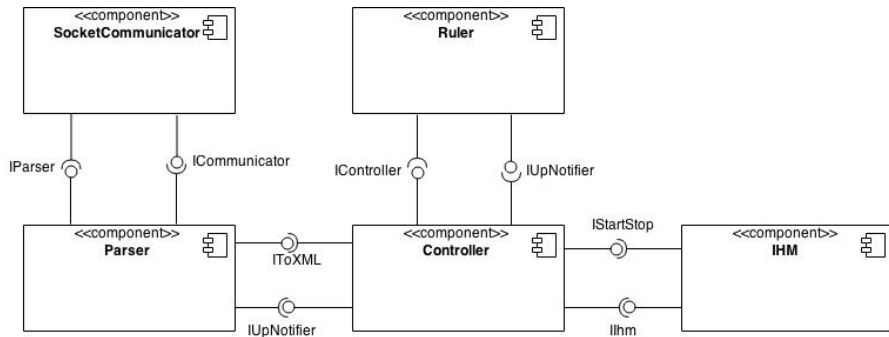 <<component>>
SocketCommunicator
<<component>>
Ruler
IParser
ICommunicator
IController
IUpNotifier
<<component>>
Parser
IToXML
IUpNotifier
<<component>>
Controller
IStartStop
IIhm
<<component>>
IHM